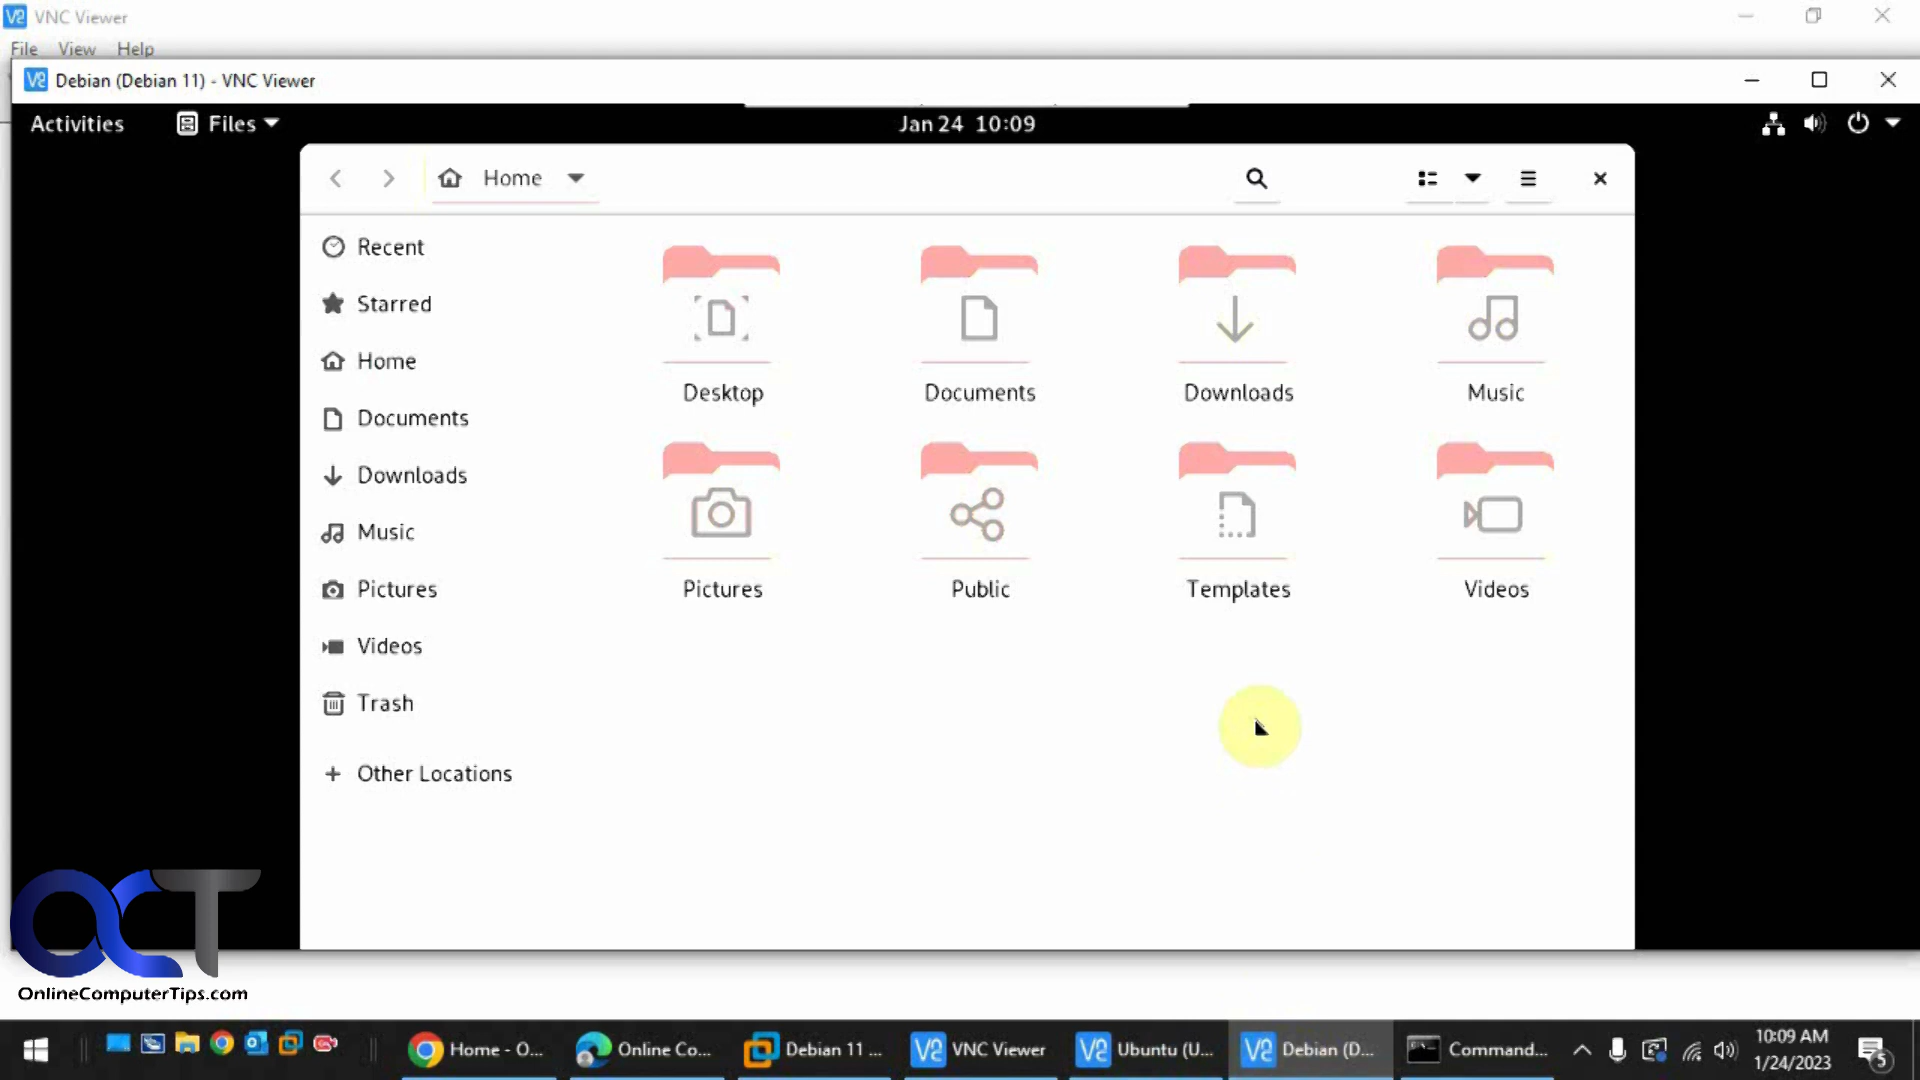 VNC Viewer
File View Help
Debian (Debian 11) - VNC Viewer
Activities Files Jan 24 10:09
Home
Recent
Starred
Home
Documents
Downloads
Music
Pictures
Videos
Trash
Other Locations
Desktop Documents Downloads Music
Pictures Public Templates Videos
OCT
OnlineComputerTips.com
Home - O... Online Co... Debian 11 ... VNC Viewer Ubuntu (U... Debian (D... Command... 10:09 AM
1/24/2023 5